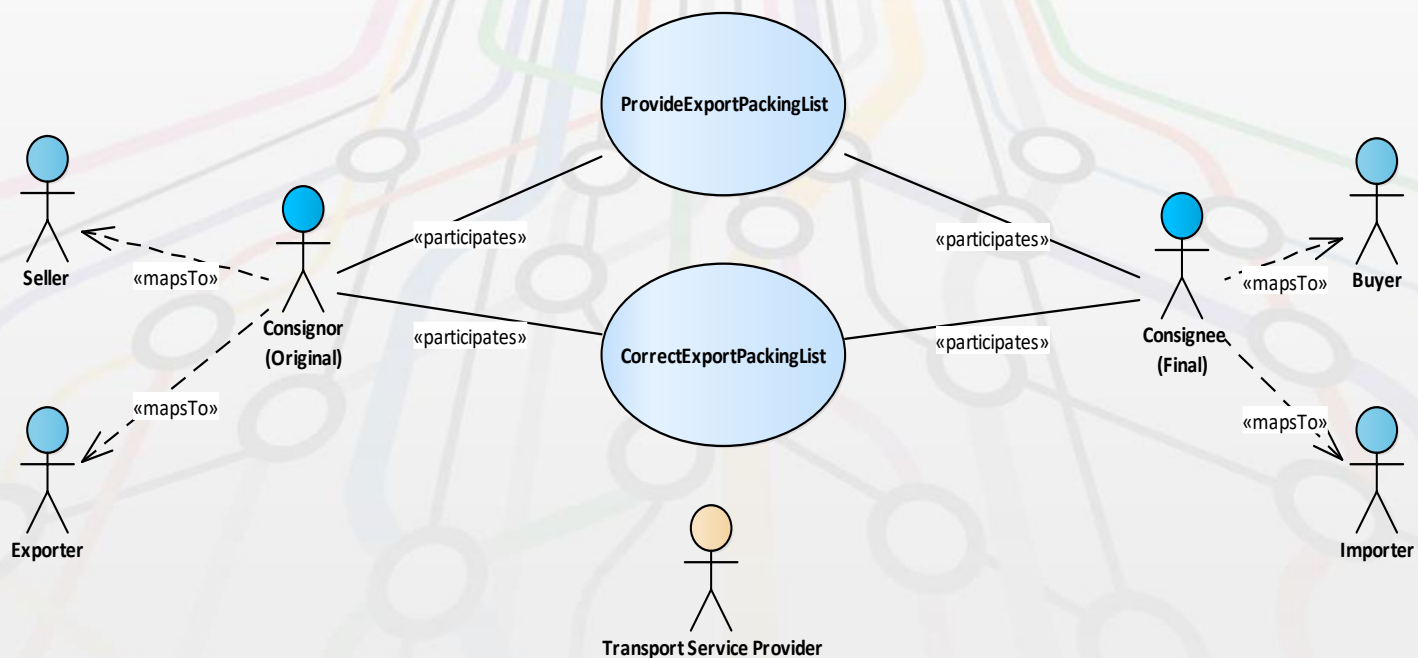 ProvideExportPackingList
«participates»
«participates»
Seller
«mapsTo»
Consignor
(Original)
«mapsTo»
Buyer
Consignee
(Final)
«participates»
CorrectExportPackingList
«participates»
«mapsTo»
«mapsTo»
Exporter
Importer
Transport Service Provider